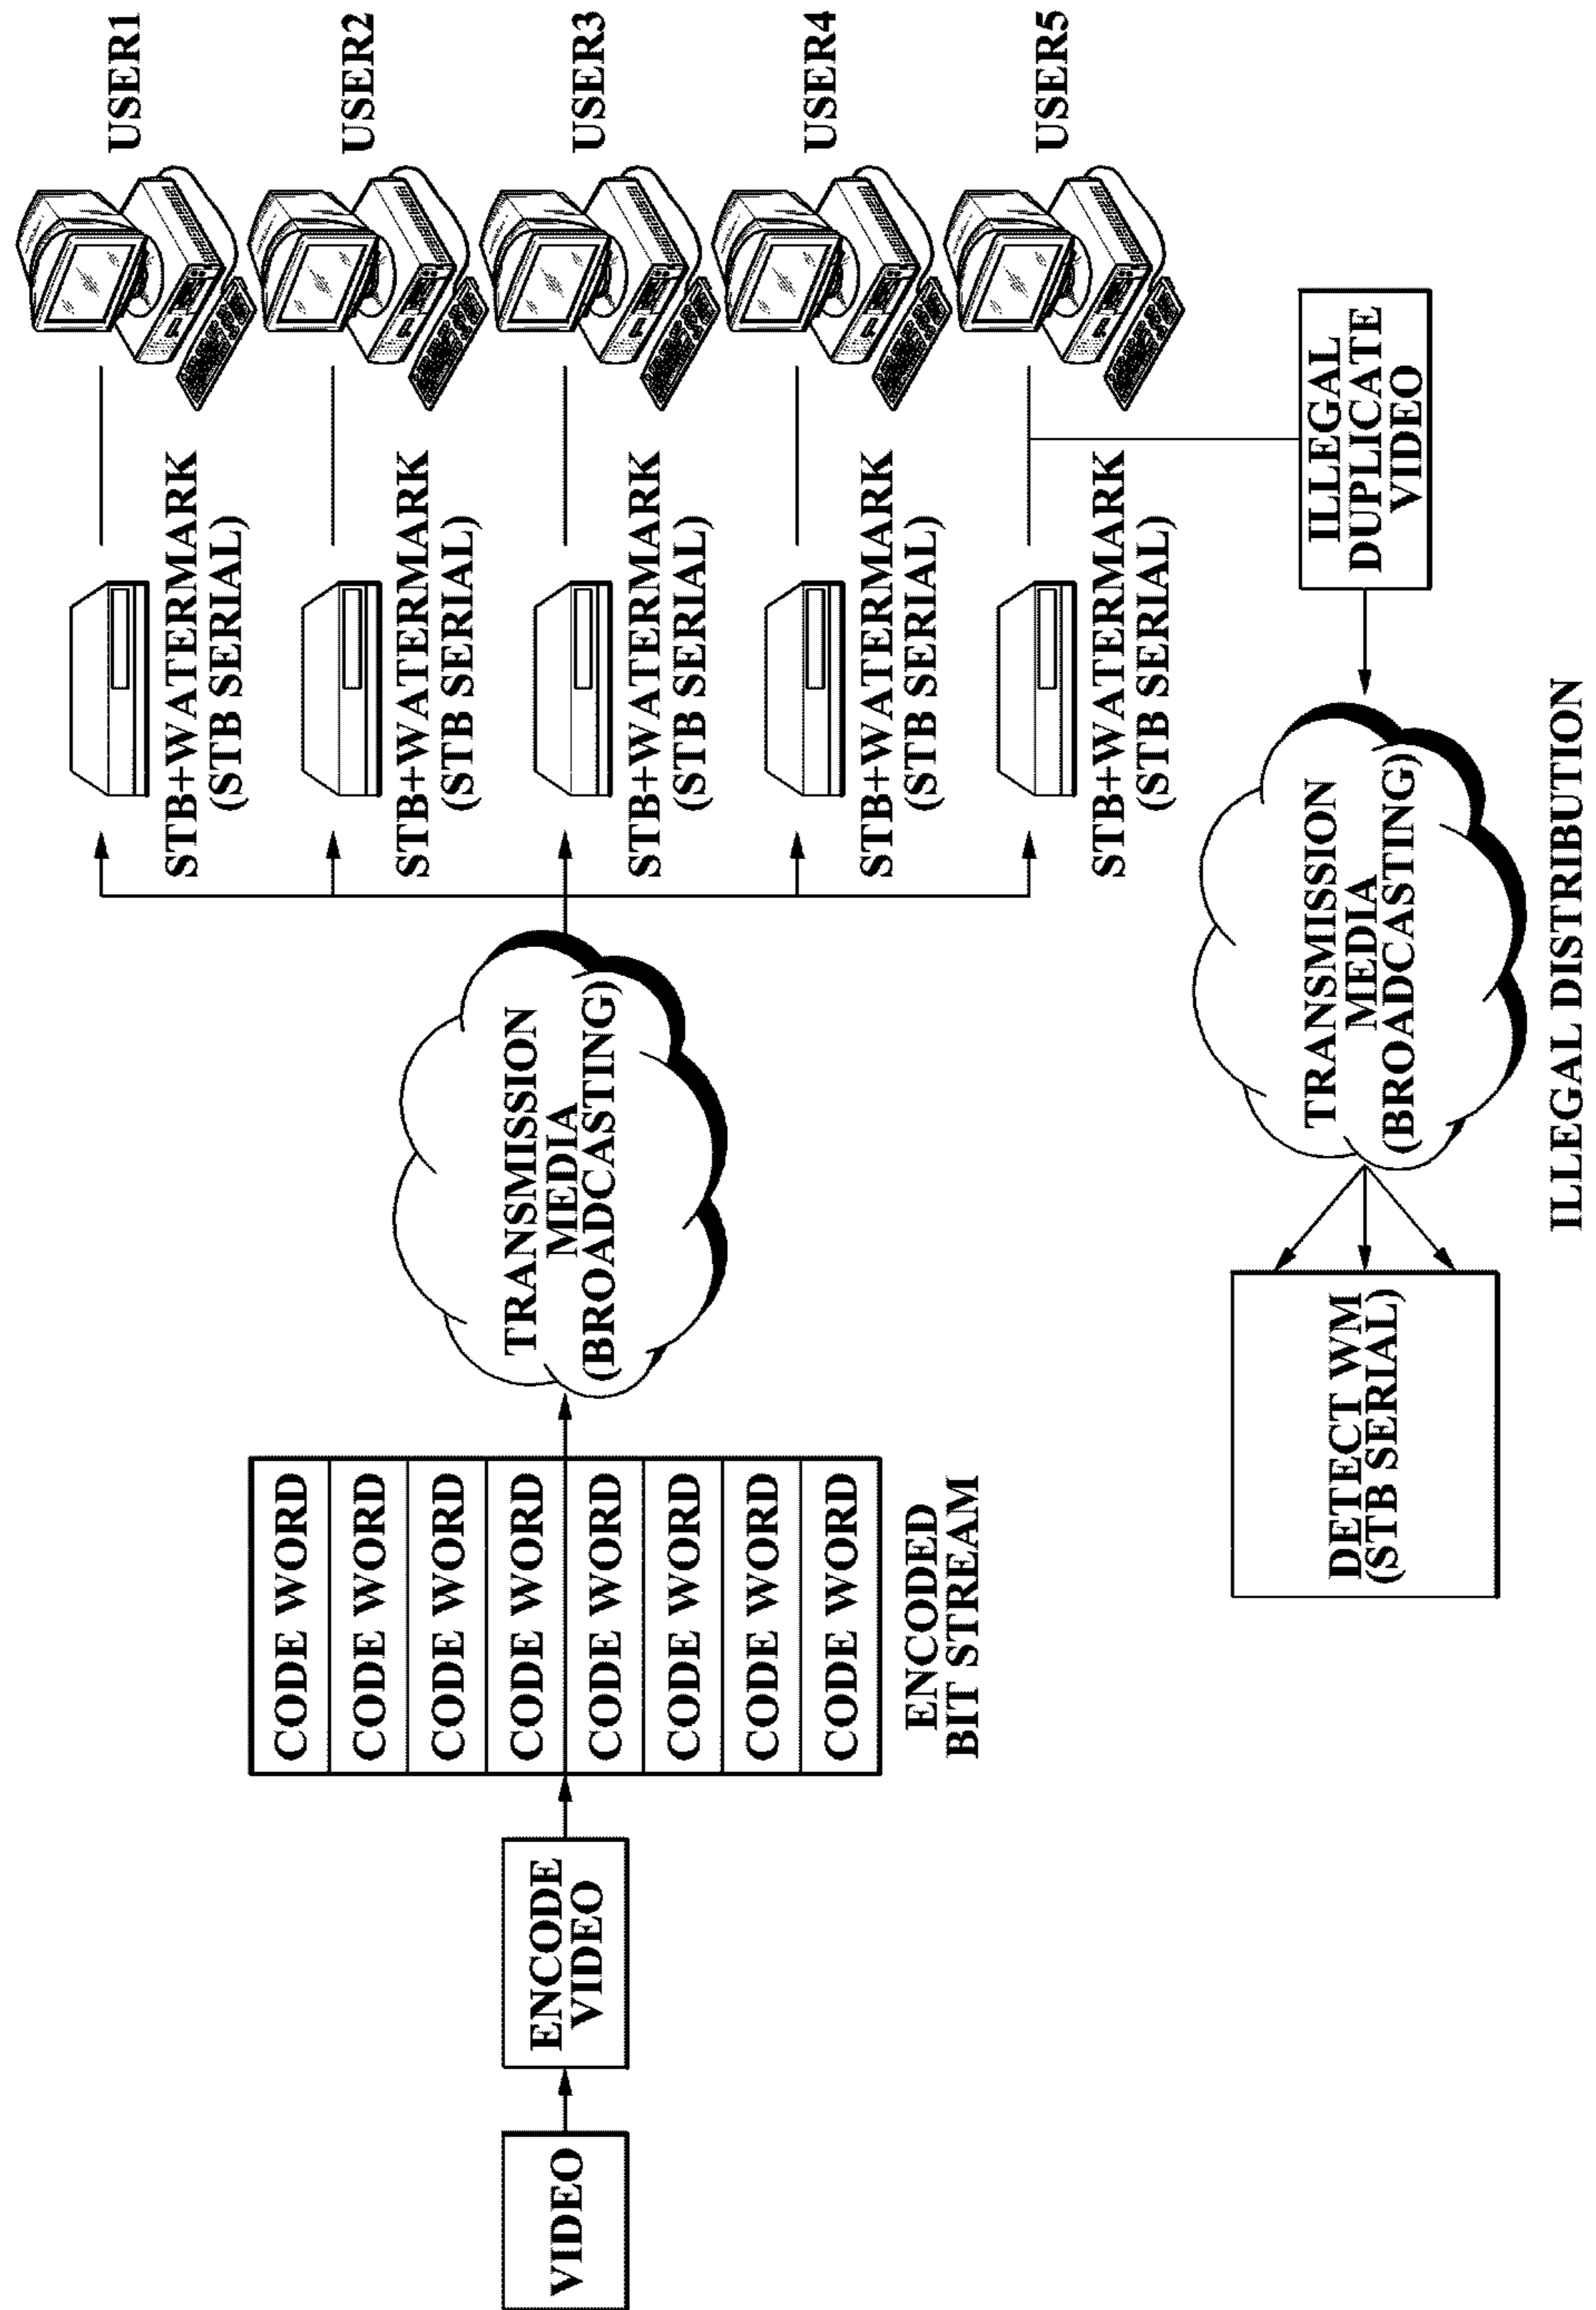 VIDEO
ENCODE
VIDEO
CODE WORD
CODE WORD
CODE WORD
CODE WORD
CODE WORD
CODE WORD
CODE WORD
CODE WORD
ENCODED
BIT STREAM
TRANSMISSION
MEDIA
(BROADCASTING)
STB+WATERMARK
(STB SERIAL)
USER1
STB+WATERMARK
(STB SERIAL)
USER2
STB+WATERMARK
(STB SERIAL)
USER3
STB+WATERMARK
(STB SERIAL)
USER4
STB+WATERMARK
(STB SERIAL)
USER5
ILLEGAL
DUPLICATE
VIDEO
TRANSMISSION
MEDIA
(BROADCASTING)
ILLEGAL DISTRIBUTION
DETECT WM
(STB SERIAL)